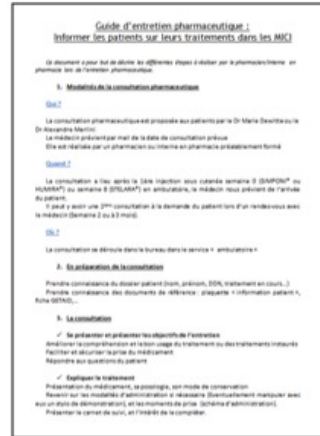 Guide d'entretien pharmaceutique :
Informer les patients sur leurs traitements dans les MICI
Ce document a pour but de décrire les différentes étapes à réaliser par le pharmacien/interne en
pharmacie lors de l'entretien pharmaceutique.
1. Modalités de la consultation pharmaceutique
Qui ?
La consultation pharmaceutique est proposée aux patients par le Dr Marie Dewitte ou le
Dr Alexandre Martini
Le médecin prévient par mail de la date de consultation prévue
Elle est réalisée par un pharmacien ou interne en pharmacie préalablement formé
Quand ?
La consultation a lieu après la 1ère injection sous cutanée semaine 0 (SIMPONI® ou
HUMIRA®) ou semaine 8 (STELARA®) en ambulatoire, le médecin nous prévient de l'arrivée
du patient.
Il peut y avoir une 2ème consultation à la demande du patient lors d'un rendez-vous avec
le médecin (Semaine 2 ou à 3 mois).
Où ?
La consultation se déroule dans le bureau dans le service « ambulatoire »
2. En préparation de la consultation
Prendre connaissance du dossier patient (nom, prénom, DDN, traitement en cours...)
Prendre connaissance des documents de référence : plaquette « information patient »,
fiche GETAID,...
3. La consultation
✓ Se présenter et présenter les objectifs de l'entretien
Améliorer la compréhension et le bon usage du traitement ou des traitements instaurés
Faciliter et sécuriser la prise du médicament
Répondre aux questions du patient
✓ Expliquer le traitement
Présentation du médicament, sa posologie, son mode de conservation
Revenir sur les modalités d'administration si nécessaire (Eventuellement manipuler avec
eux un stylo de démonstration), et les moments de prise (schéma d'administration).
Présenter le carnet de suivi, et l'intérêt de la compléter.